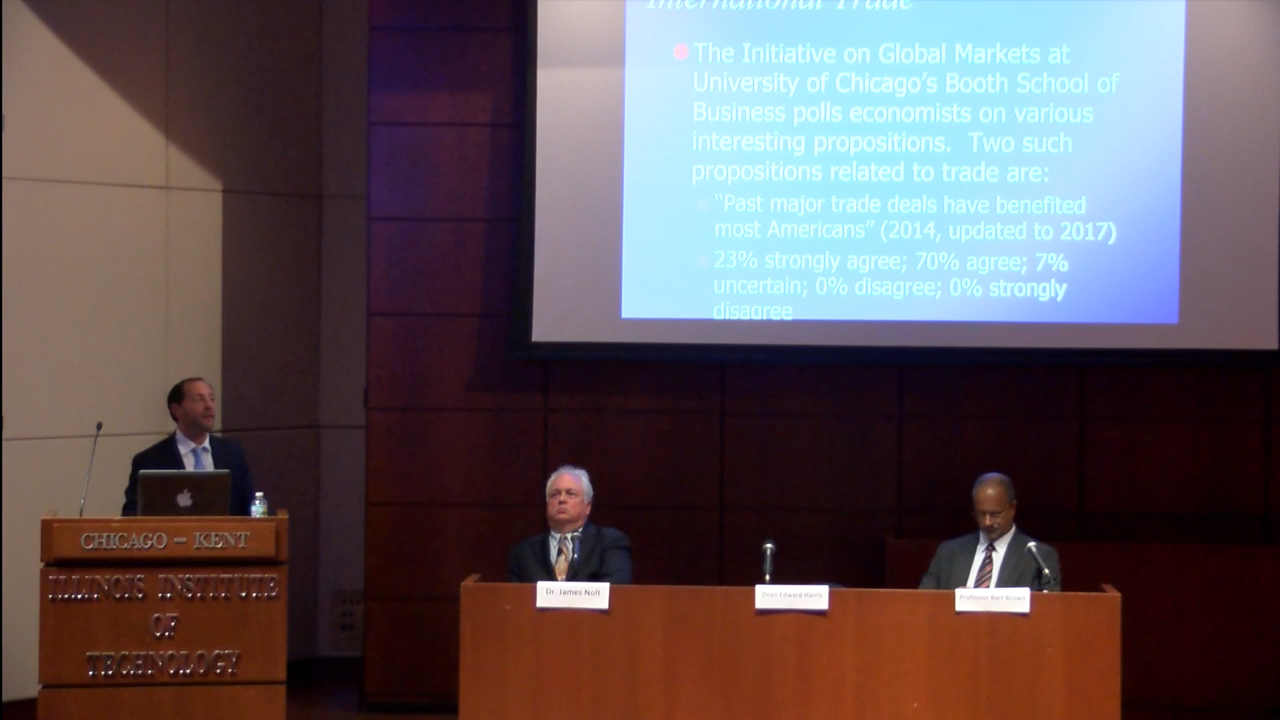 International Trade
The Initiative on Global Markets at
University of Chicago's Booth School of
Business polls economists on various
interesting propositions. Two such
propositions related to trade are:
"Past major trade deals have benefited
most Americans" (2014, updated to 2017)
23% strongly agree; 70% agree; 7%
uncertain; 0% disagree; 0% strongly
disagree
CHICAGO – KENT
ILLINOIS INSTITUTE
OF
TECHNOLOGY
Dr. James Nolt
Dean Edward Harris
Professor Bart Brown